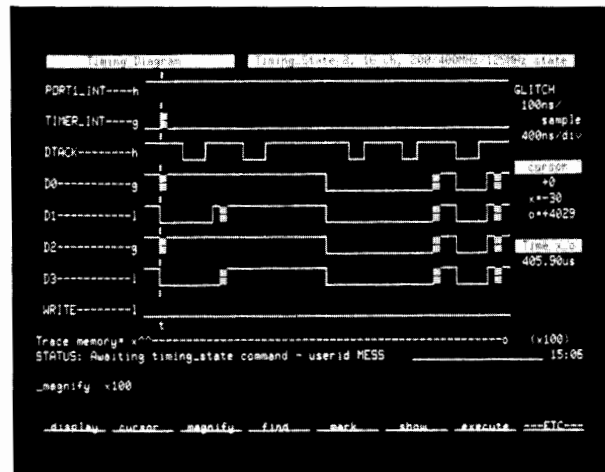 Timing Diagram Timing_State 8, 16 ch, 200/400MHz/125MHz state
PORT1_INT----h
TIMER_INT----g
DTACK---------h
D0------------g
D1------------l
D2------------g
D3------------l
WRITE---------l
GLITCH
100ns/
sample
400ns/div
cursor
+0
x=-30
o=+4029
Time x_o
405.90us
t
Trace memory= x^^---o (x100)
STATUS: Awaiting timing_state command - userid MESS 15:06
_magnify x100
display cursor magnify find mark show execute ---ETC---